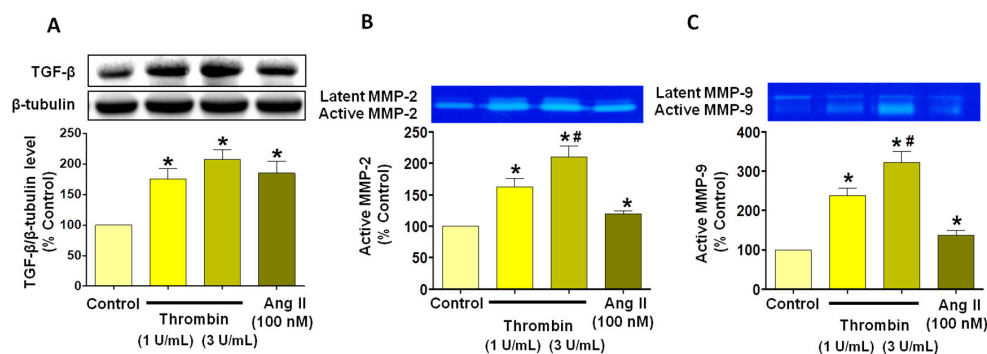 A
TGF-β
β-tubulin
TGF-β/β-tubulin level
(% Control)
250
200
150
100
50
0
*
*
*
Control
Thrombin
(1 U/mL) (3 U/mL)
Ang II
(100 nM)
B
Latent MMP-2
Active MMP-2
Active MMP-2
(% Control)
250
200
150
100
50
0
*
*#
*
Control
Thrombin
(1 U/mL) (3 U/mL)
Ang II
(100 nM)
C
Latent MMP-9
Active MMP-9
Active MMP-9
(% Control)
400
300
200
100
0
*
*#
*
Control
Thrombin
(1 U/mL) (3 U/mL)
Ang II
(100 nM)